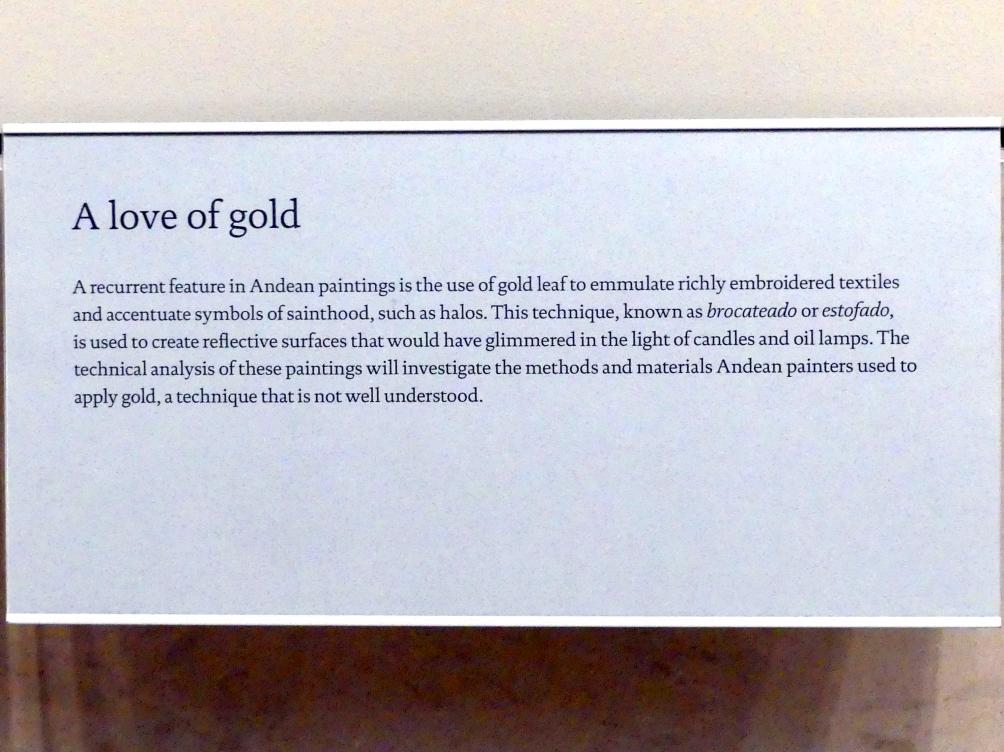 A love of gold
A recurrent feature in Andean paintings is the use of gold leaf to emmulate richly embroidered textiles
and accentuate symbols of sainthood, such as halos. This technique, known as brocateado or estofado,
is used to create reflective surfaces that would have glimmered in the light of candles and oil lamps. The
technical analysis of these paintings will investigate the methods and materials Andean painters used to
apply gold, a technique that is not well understood.